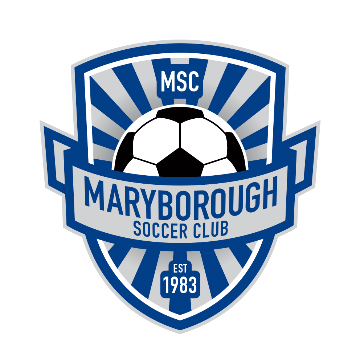 MSC
MARYBOROUGH
SOCCER CLUB
EST
1983